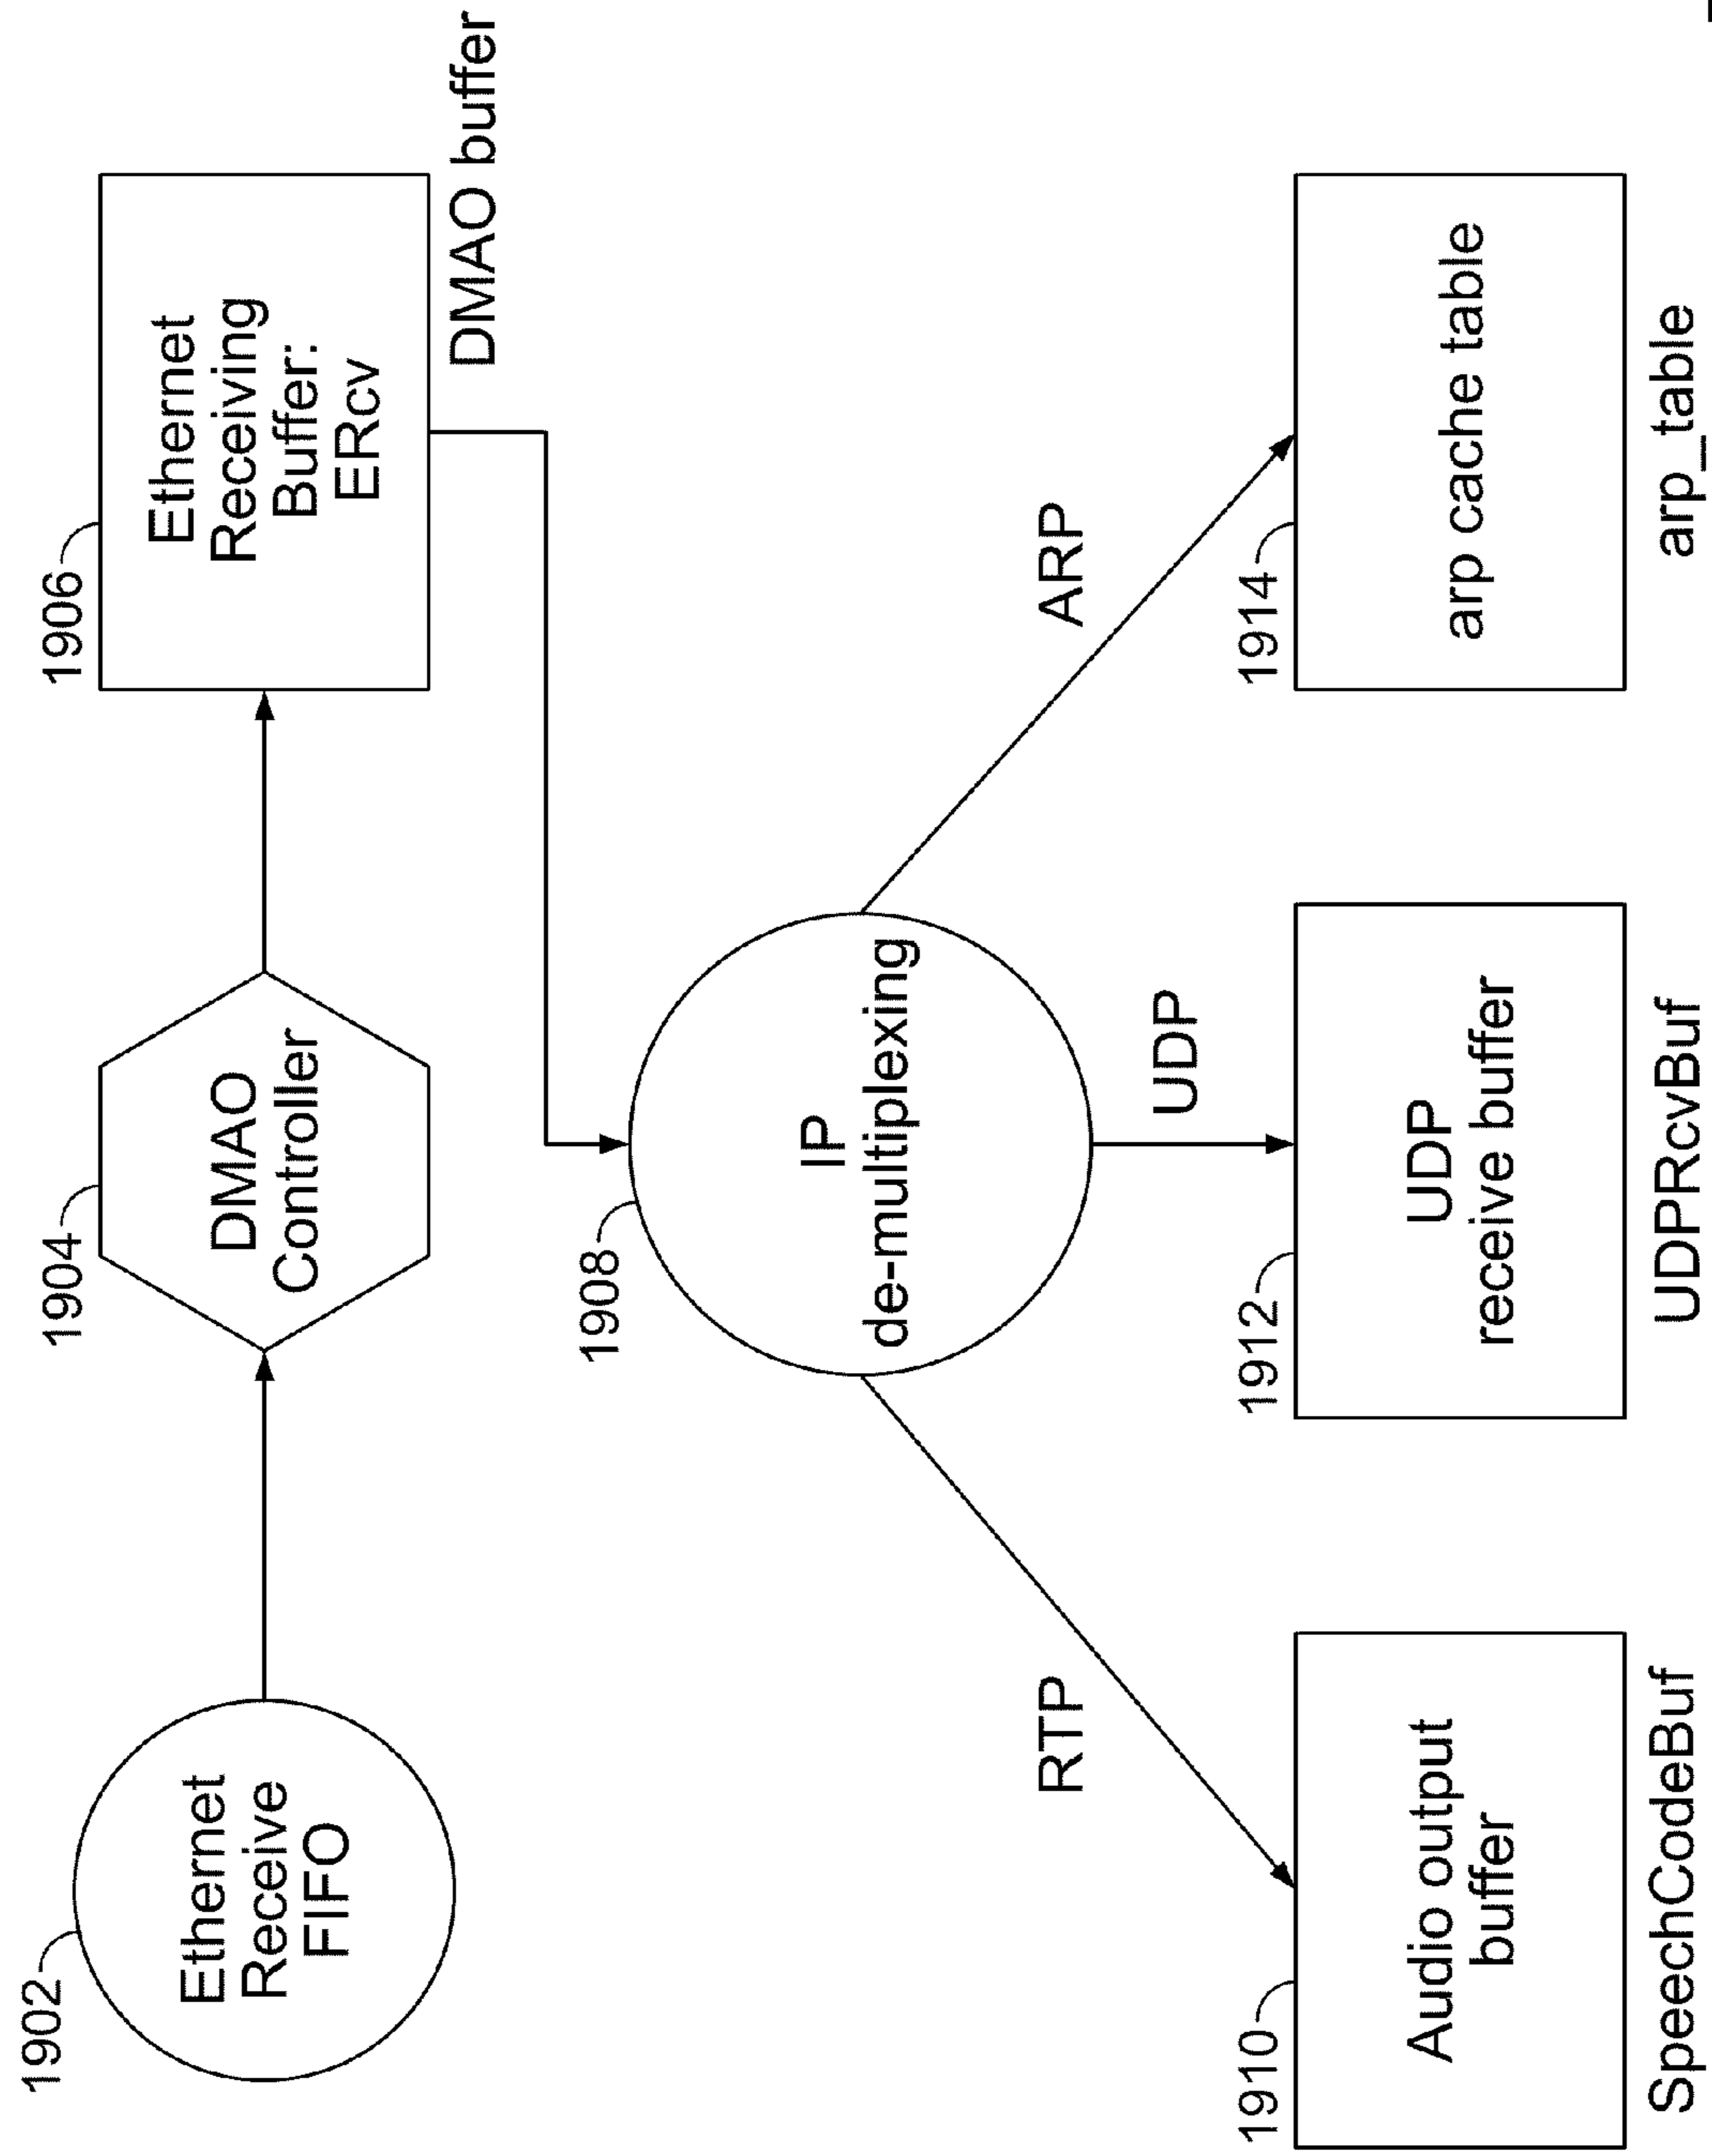 1902
Ethernet
Receive
FIFO
1904
DMAO
Controller
1906
Ethernet
Receiving
Buffer:
ERcv
DMAO buffer
1908
IP
de-multiplexing
RTP
UDP
ARP
1910
Audio output
buffer
SpeechCodeBuf
1912
UDP
receive buffer
UDPRcvBuf
1914
arp cache table
arp_table